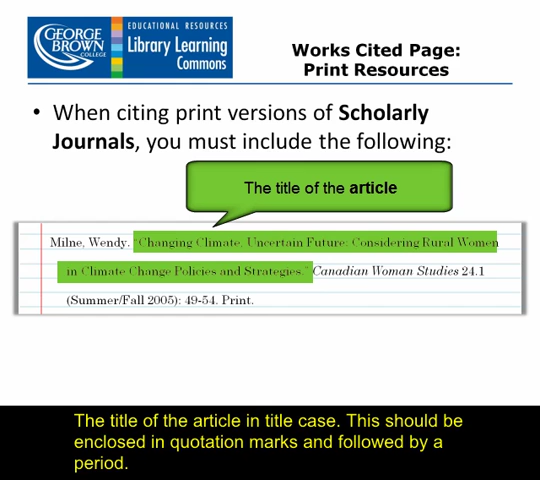 GEORGE
BROWN
COLLEGE
EDUCATIONAL RESOURCES
Library Learning
Commons
Works Cited Page:
Print Resources
• When citing print versions of Scholarly
Journals, you must include the following:
The title of the article
Milne, Wendy. "Changing Climate, Uncertain Future: Considering Rural Women
in Climate Change Policies and Strategies." Canadian Woman Studies 24.1
(Summer/Fall 2005): 49-54. Print.
The title of the article in title case. This should be
enclosed in quotation marks and followed by a
period.